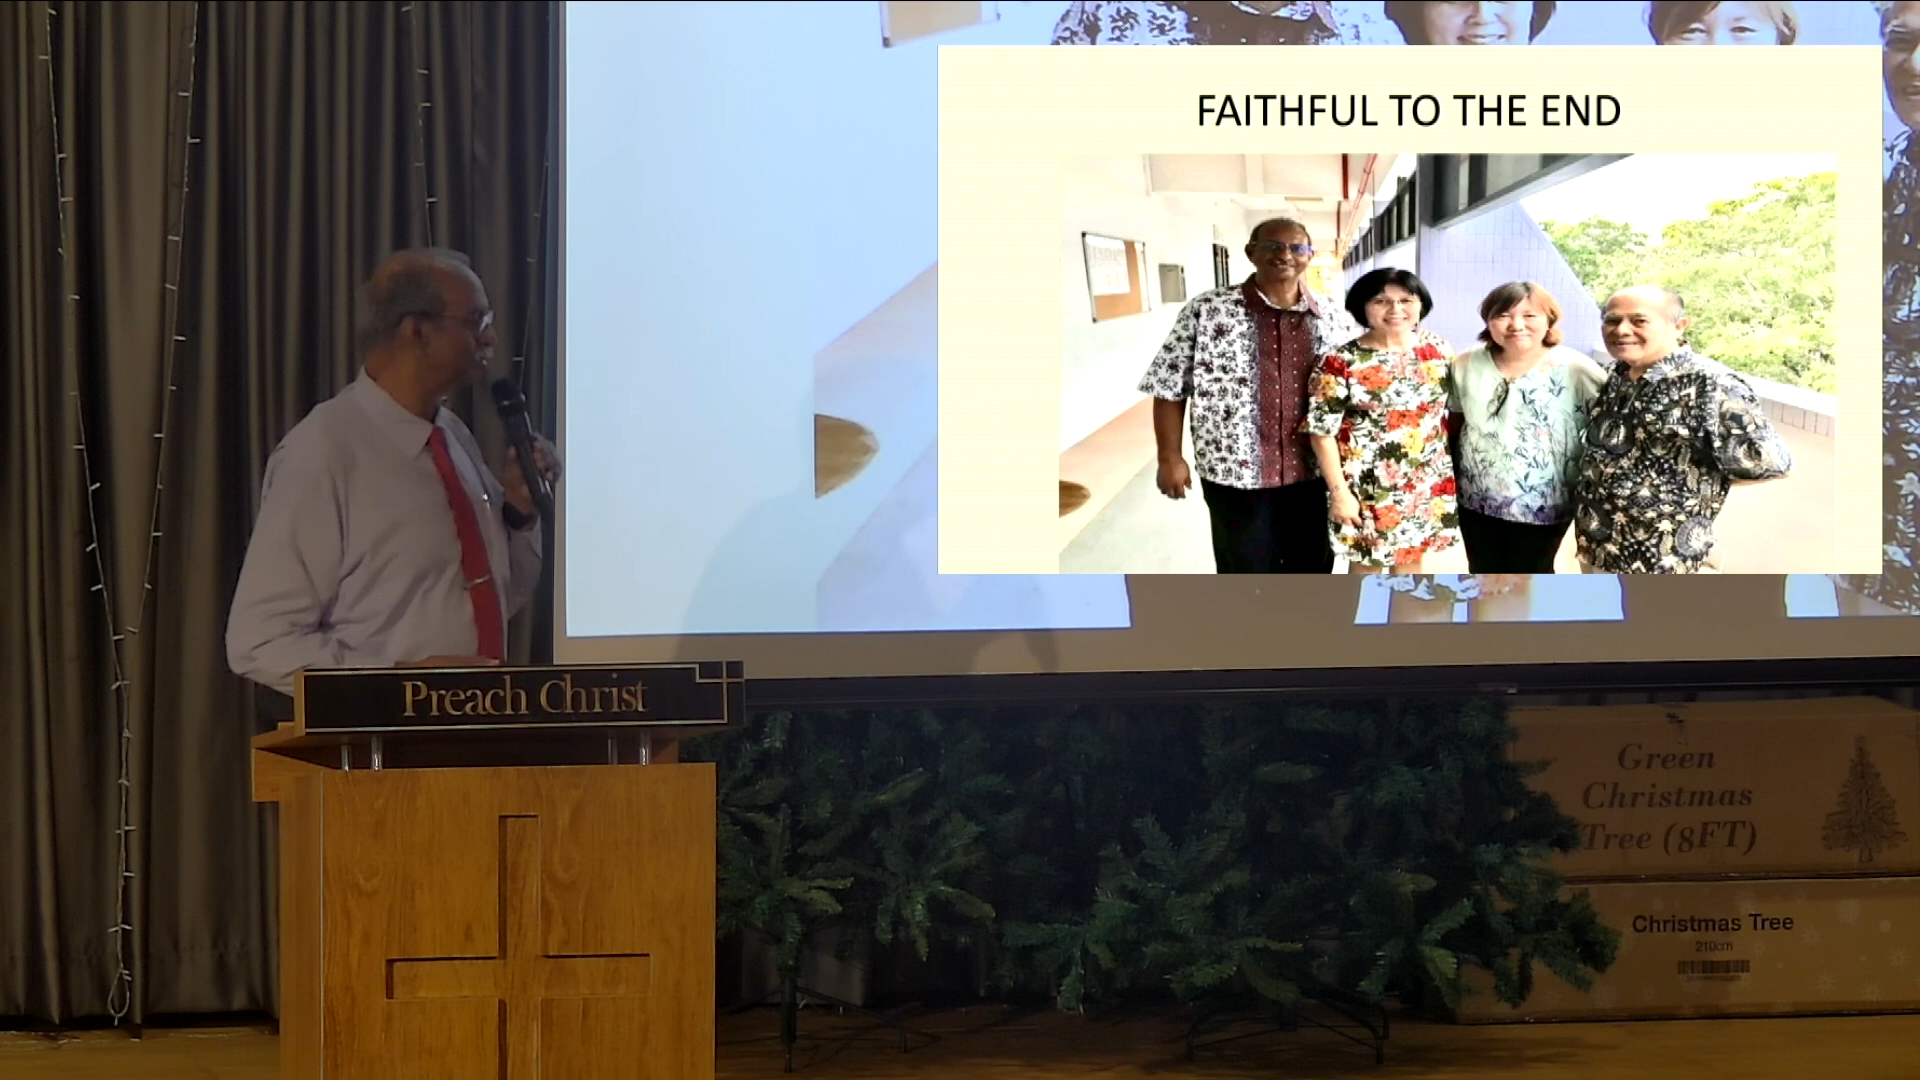 FAITHFUL TO THE END
Preach Christ
Green
Christmas
Tree (8FT)
Christmas Tree
210cm